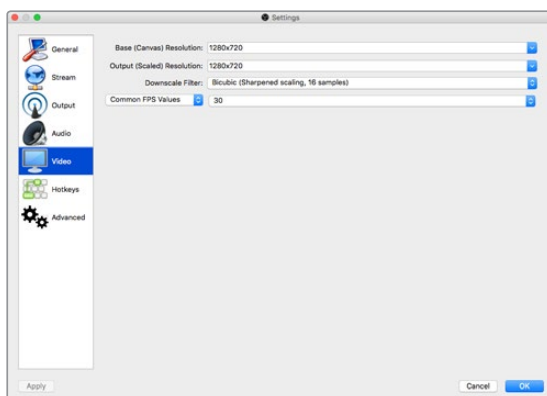 Settings
General
Stream
Output
Audio
Video
Hotkeys
Advanced
Base (Canvas) Resolution: 1280x720
Output (Scaled) Resolution: 1280x720
Downscale Filter: Bicubic (Sharpened scaling, 16 samples)
Common FPS Values 30
Apply
Cancel
OK